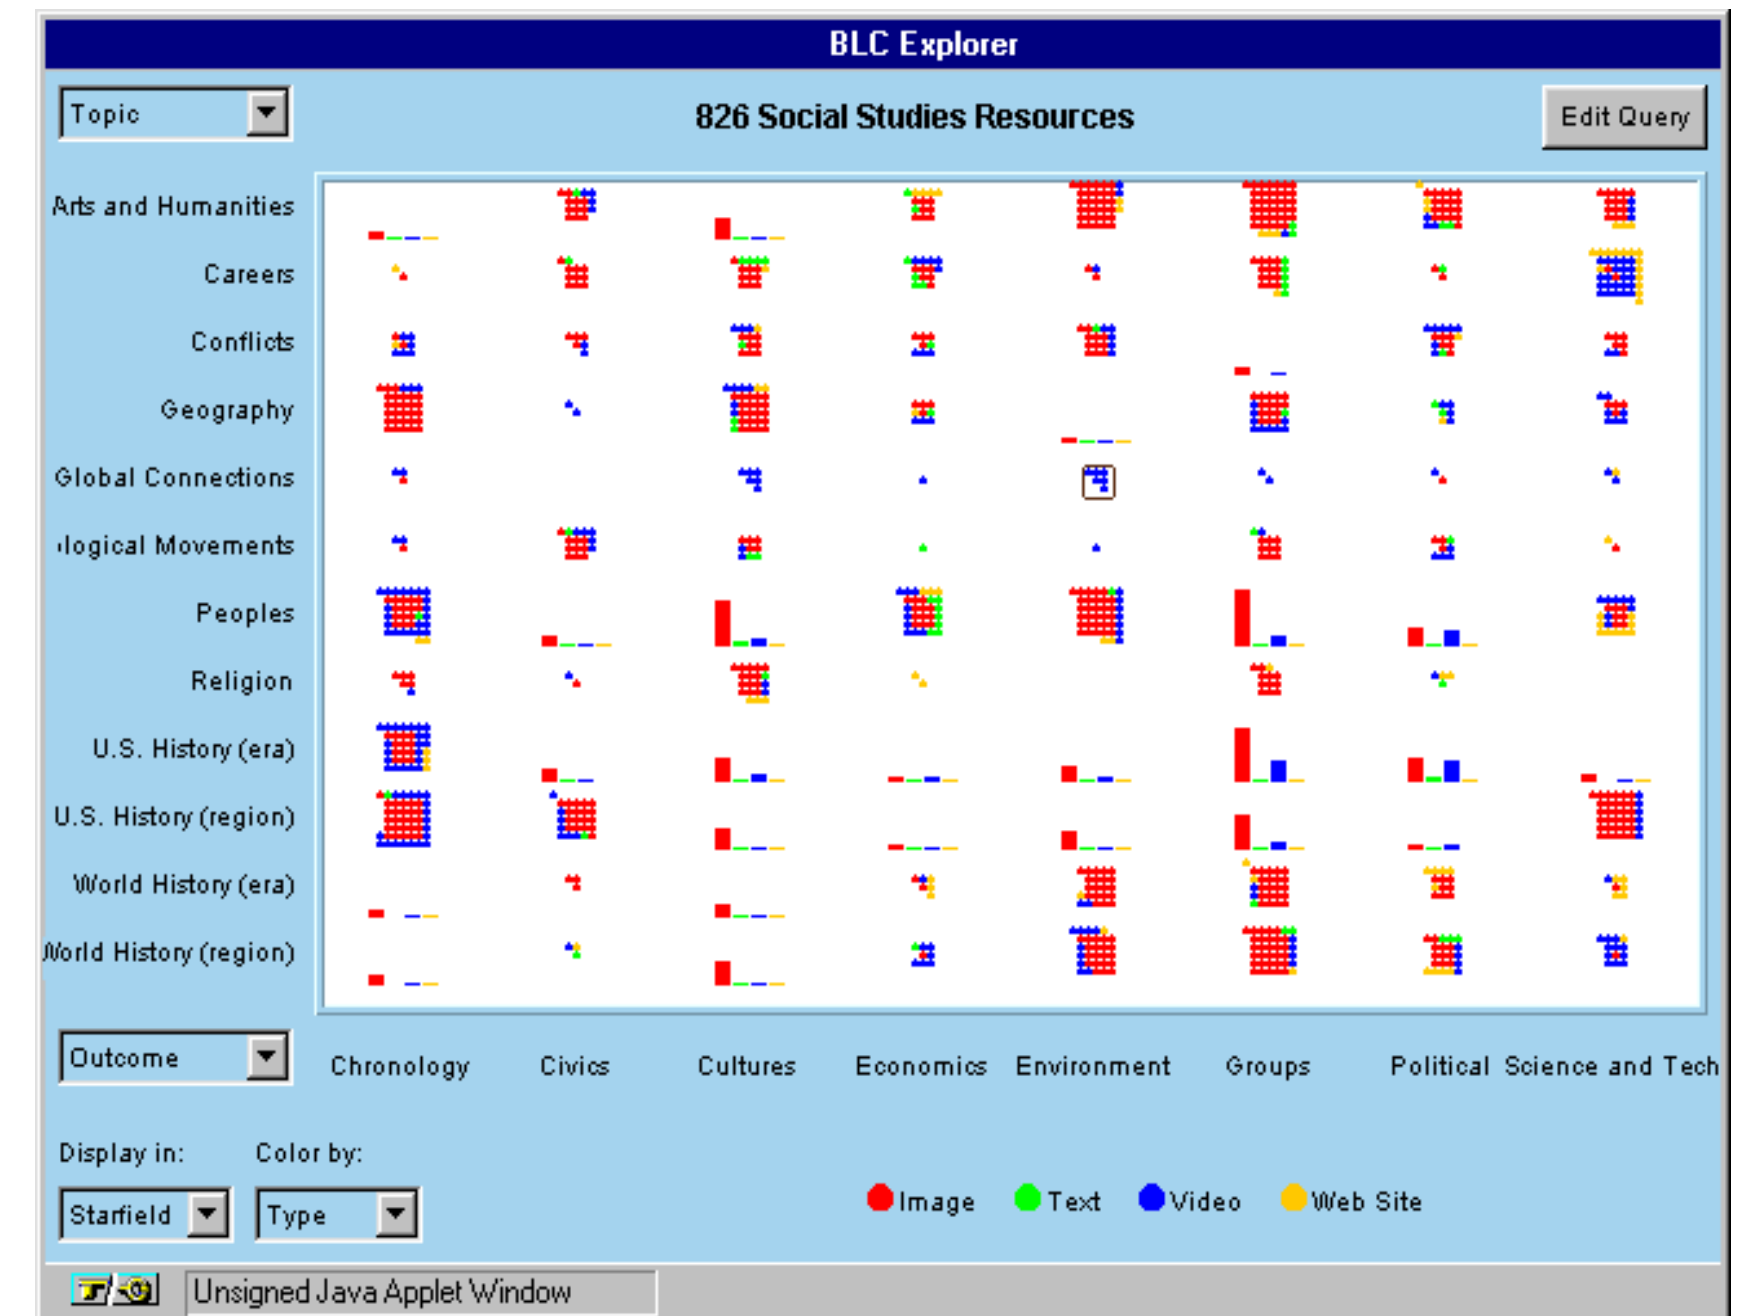 BLC Explorer
Topic
826 Social Studies Resources
Edit Query
Arts and Humanities
Careers
Conflicts
Geography
Global Connections
logical Movements
Peoples
Religion
U.S. History (era)
U.S. History (region)
World History (era)
World History (region)
Outcome
Chronology Civics Cultures Economics Environment Groups Political Science and Tech
Display in: Color by:
Starfield Type
Image Text Video Web Site
Unsigned Java Applet Window